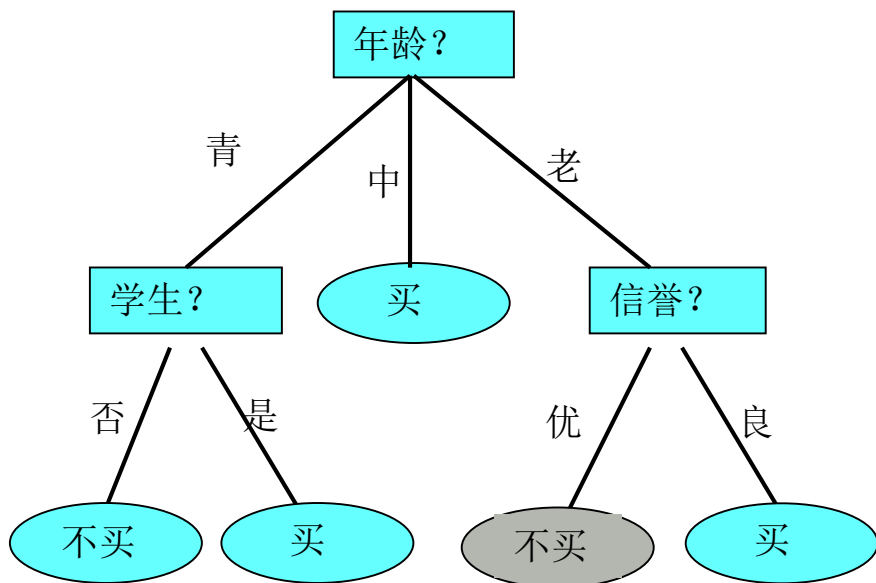 年龄？
青
中
老
学生？
买
信誉？
否
是
优
良
不买
买
不买
买